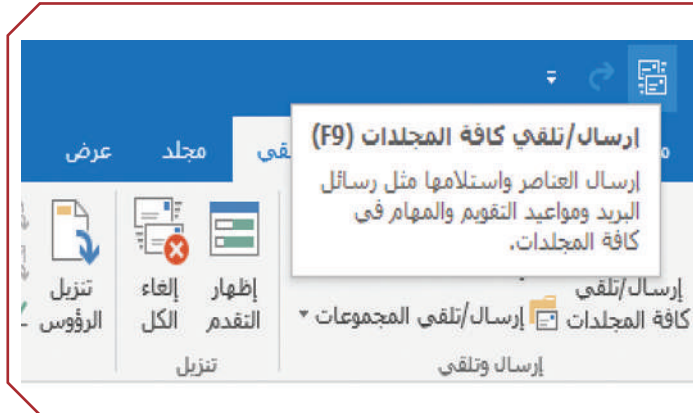 قي
مجلد
عرض
إرسال/تلقي كافة المجلدات (F9)
إرسال العناصر واستلامها مثل رسائل
البريد ومواعيد التقويم والمهام في
كافة المجلدات.
إرسال/تلقي
كافة المجلدات
إرسال/تلقي المجموعات
إظهار
التقدم
إلغاء
الكل
تنزيل
الرؤوس
إرسال وتلقي
تنزيل